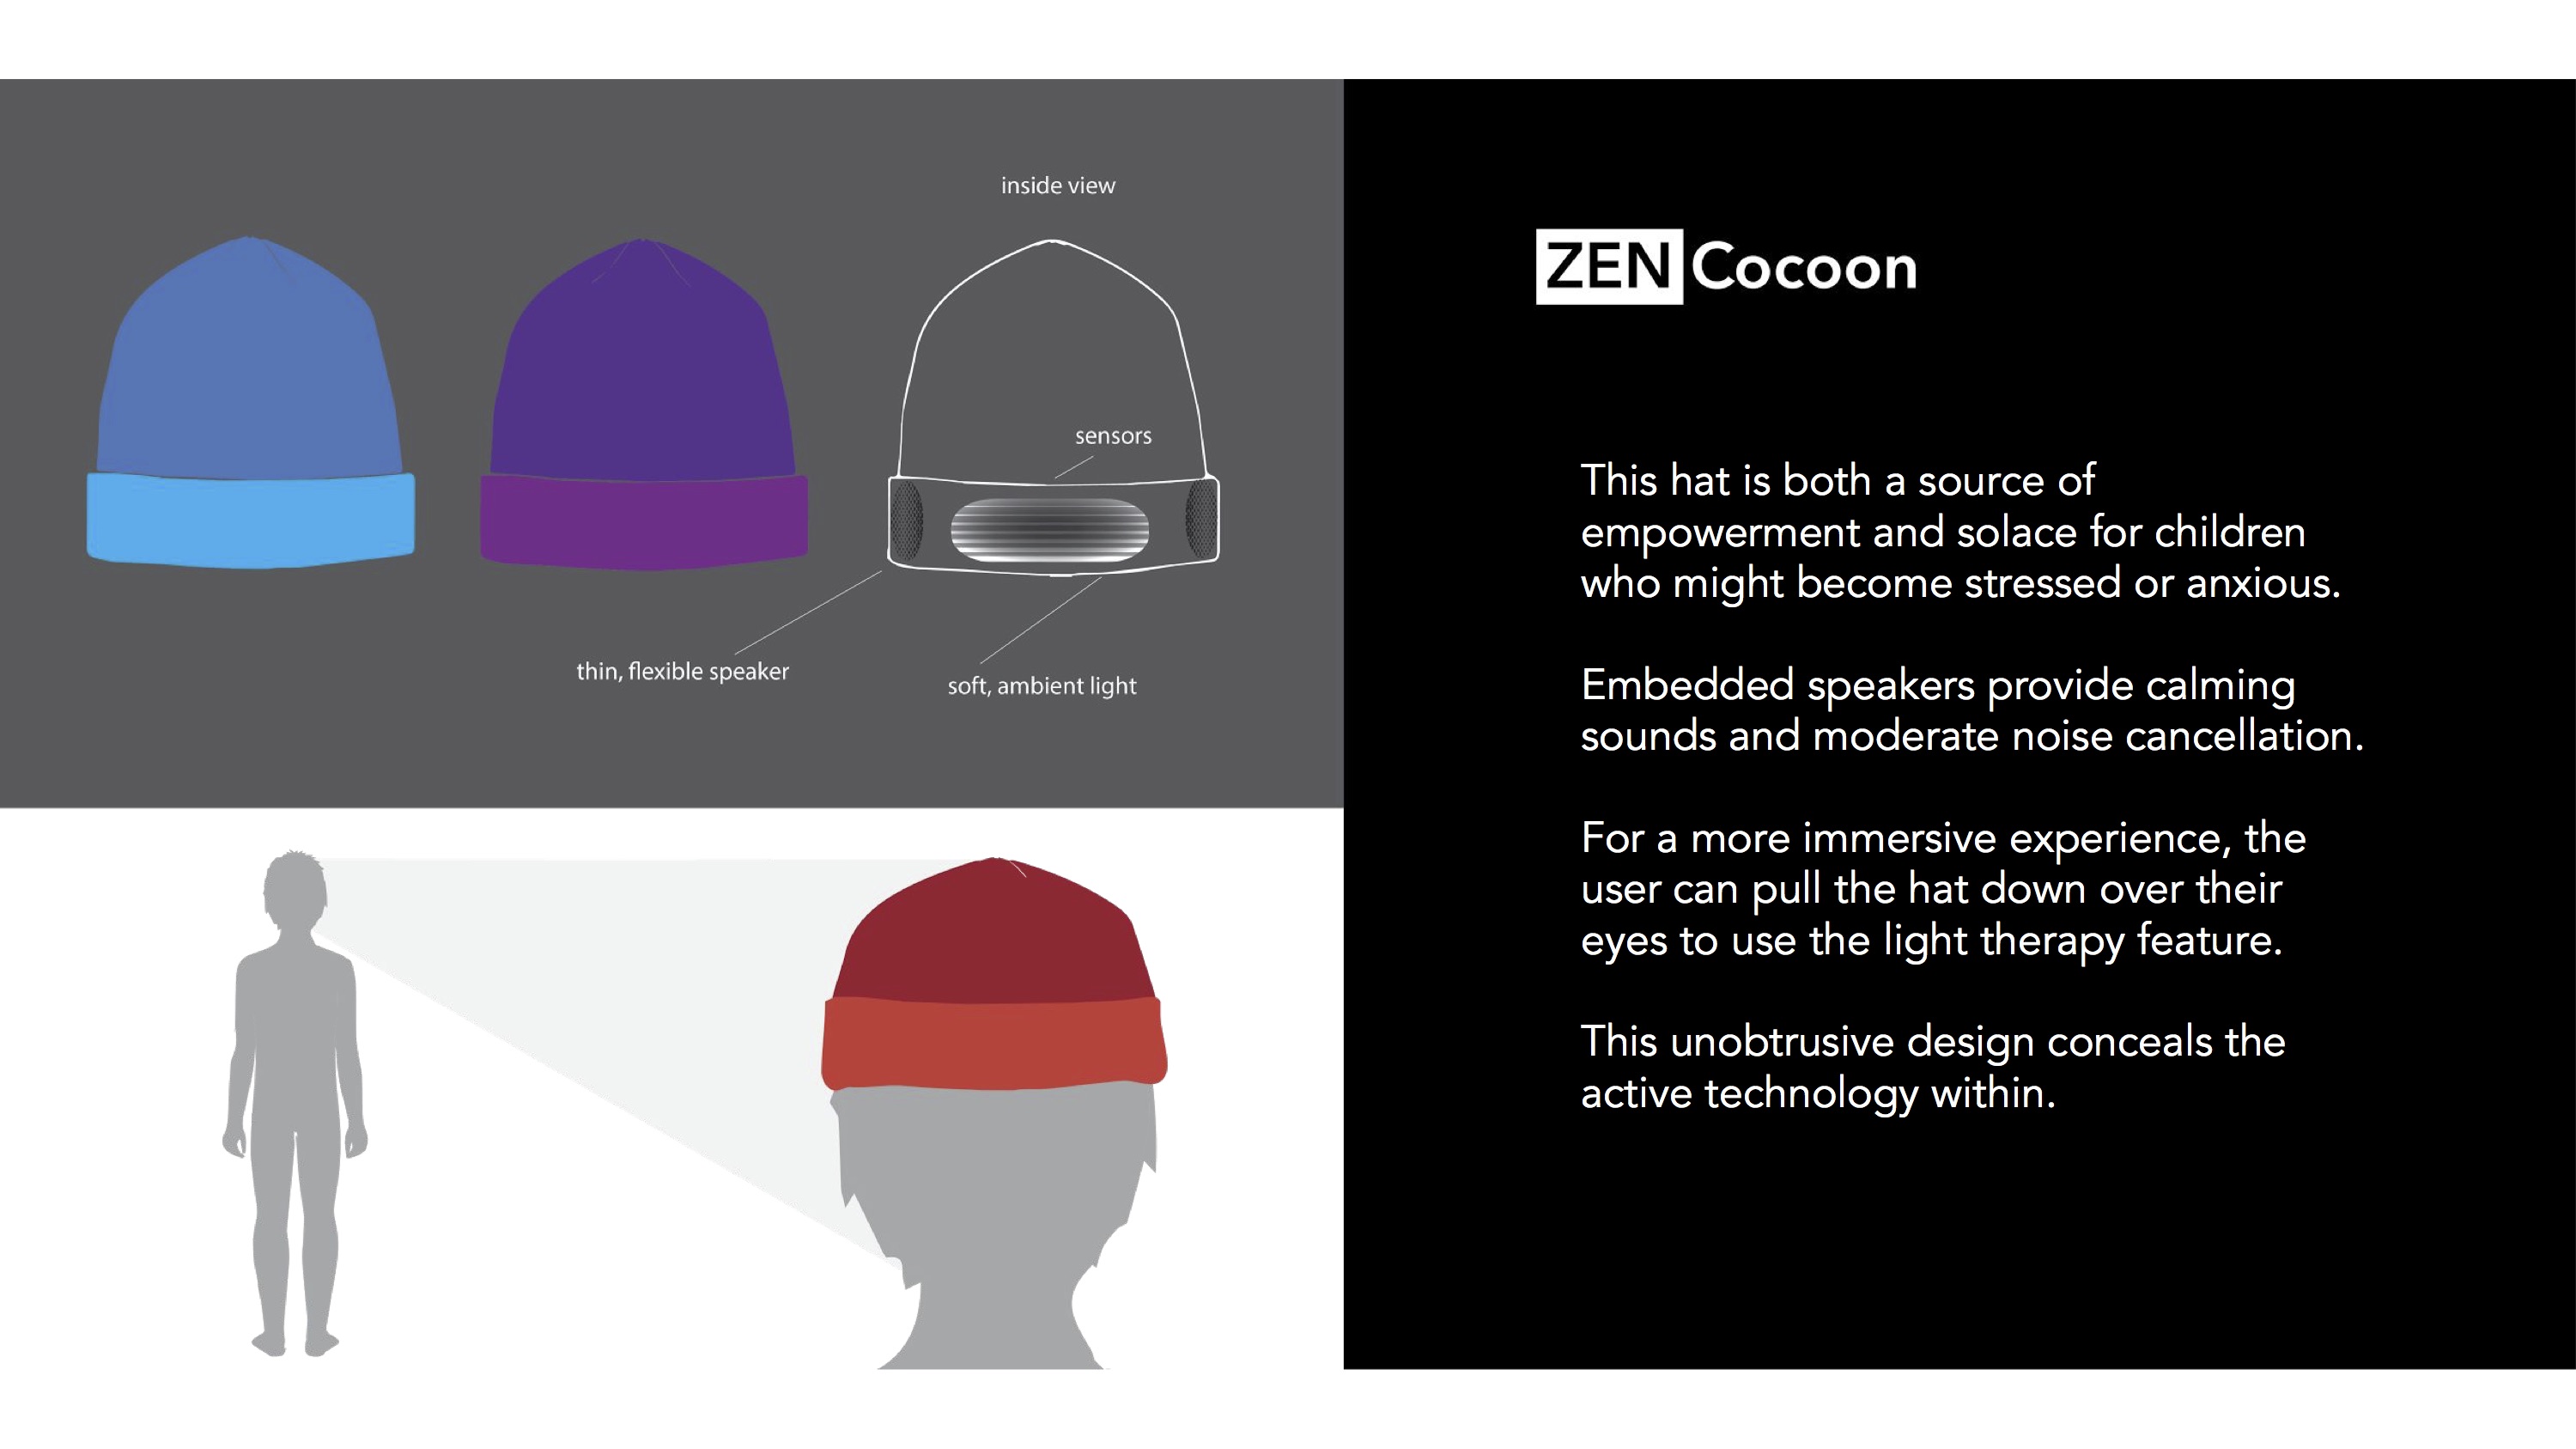 inside view
sensors
thin, flexible speaker
soft, ambient light
ZEN Cocoon
This hat is both a source of
empowerment and solace for children
who might become stressed or anxious.
Embedded speakers provide calming
sounds and moderate noise cancellation.
For a more immersive experience, the
user can pull the hat down over their
eyes to use the light therapy feature.
This unobtrusive design conceals the
active technology within.